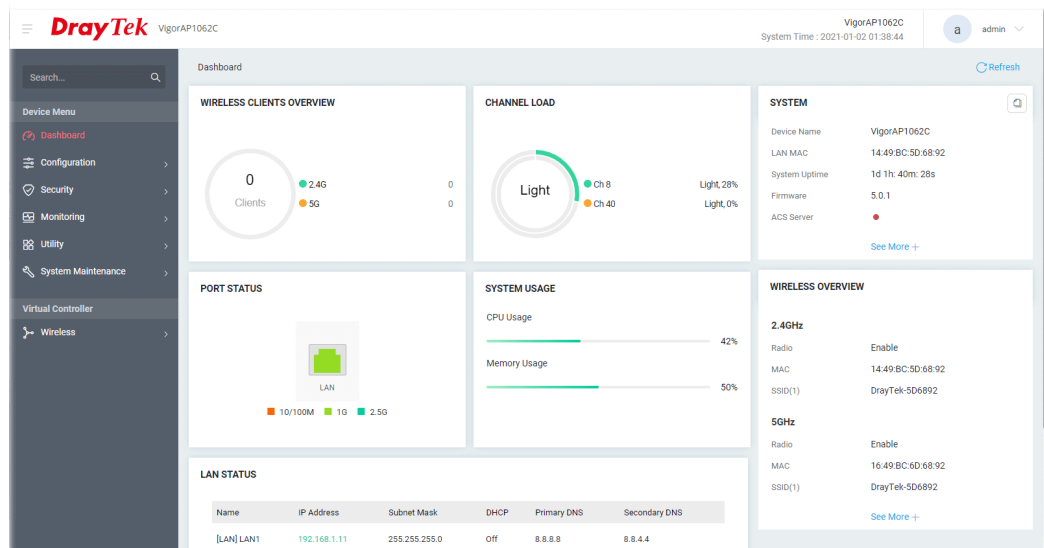 DrayTek VigorAP1062C
VigorAP1062C
System Time : 2021-01-02 01:38:44
a admin
Search...
Device Menu
Dashboard
Configuration
Security
Monitoring
Utility
System Maintenance
Virtual Controller
Wireless
Dashboard
Refresh
WIRELESS CLIENTS OVERVIEW
0
Clients
2.4G 0
5G 0
CHANNEL LOAD
Light
Ch 8 Light, 28%
Ch 40 Light, 0%
SYSTEM
Device Name VigorAP1062C
LAN MAC 14:49:BC:5D:68:92
System Uptime 1d 1h: 40m: 28s
Firmware 5.0.1
ACS Server
See More +
PORT STATUS
LAN
10/100M 1G 2.5G
SYSTEM USAGE
CPU Usage
42%
Memory Usage
50%
WIRELESS OVERVIEW
2.4GHz
Radio Enable
MAC 14:49:BC:5D:68:92
SSID(1) DrayTek-5D6892
5GHz
Radio Enable
MAC 16:49:BC:6D:68:92
SSID(1) DrayTek-5D6892
See More +
LAN STATUS
Name IP Address Subnet Mask DHCP Primary DNS Secondary DNS
[LAN] LAN1 192.168.1.11 255.255.255.0 Off 8.8.8.8 8.8.4.4